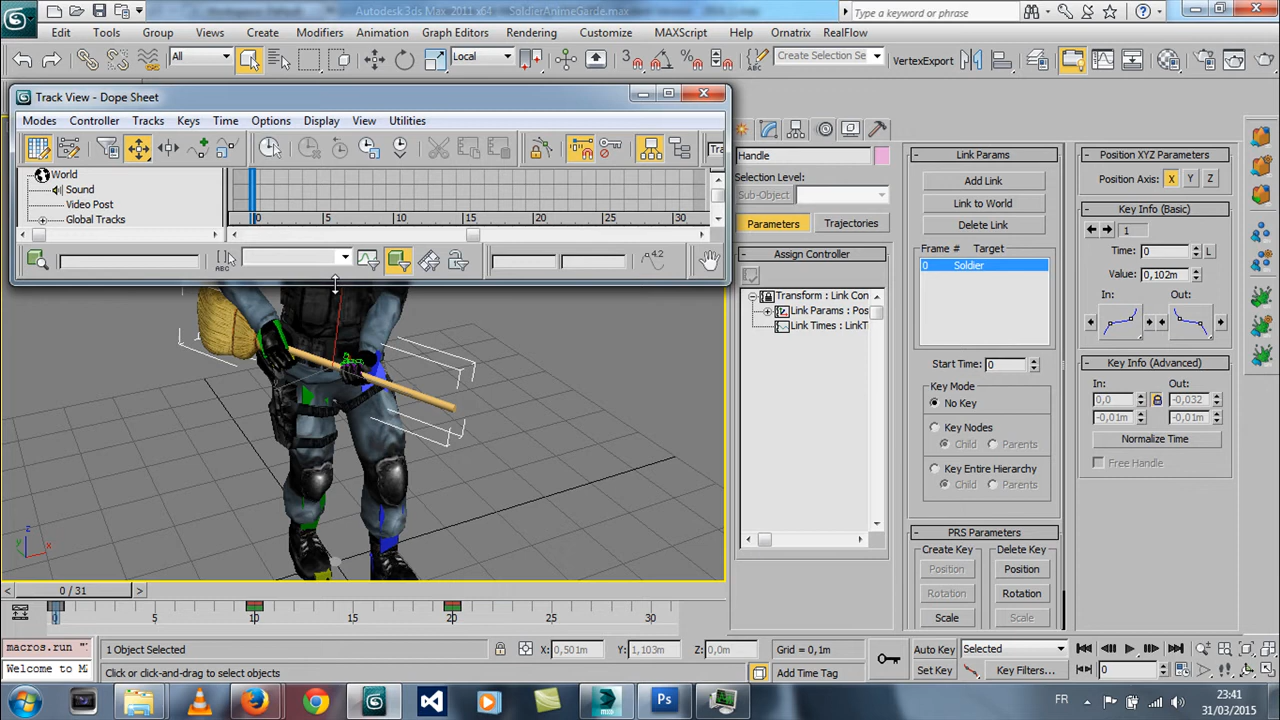 Autodesk 3ds Max 2011 x64 SoldierAnimeGarde.max
Type a keyword or phrase
Edit Tools Group Views Create Modifiers Animation Graph Editors Rendering Customize MAXScript Help Ornatrix RealFlow
All Local Create Selection Se VertexExport
Track View - Dope Sheet
Modes Controller Tracks Keys Time Options Display View Utilities
World
Sound
Video Post
Global Tracks
0 5 10 15 20 25 30
ABC
4.2
Handle
Selection Level:
Sub-Object
Parameters Trajectories
Assign Controller
Transform : Link Con
Link Params : Pos
Link Times : LinkT
Link Params
Add Link
Link to World
Delete Link
Frame # Target
0 Soldier
Start Time: 0
Key Mode
No Key
Key Nodes
Child Parents
Key Entire Hierarchy
Child Parents
PRS Parameters
Create Key Delete Key
Position Position
Rotation Rotation
Scale Scale
Position XYZ Parameters
Position Axis: X Y Z
Key Info (Basic)
1
Time: 0 L
Value: 0,102m
In: Out:
Key Info (Advanced)
In: Out:
0,0 -0,032
-0,01m -0,01m
Normalize Time
Free Handle
z
y x
0 / 31
0 5 10 15 20 25 30
macros.run "
Welcome to M
1 Object Selected
X: 0,501m Y: 1,103m Z: 0,0m Grid = 0,1m
Click or click-and-drag to select objects
Add Time Tag
Auto Key Selected
Set Key Key Filters...
0
Ps
FR
23:41
31/03/2015